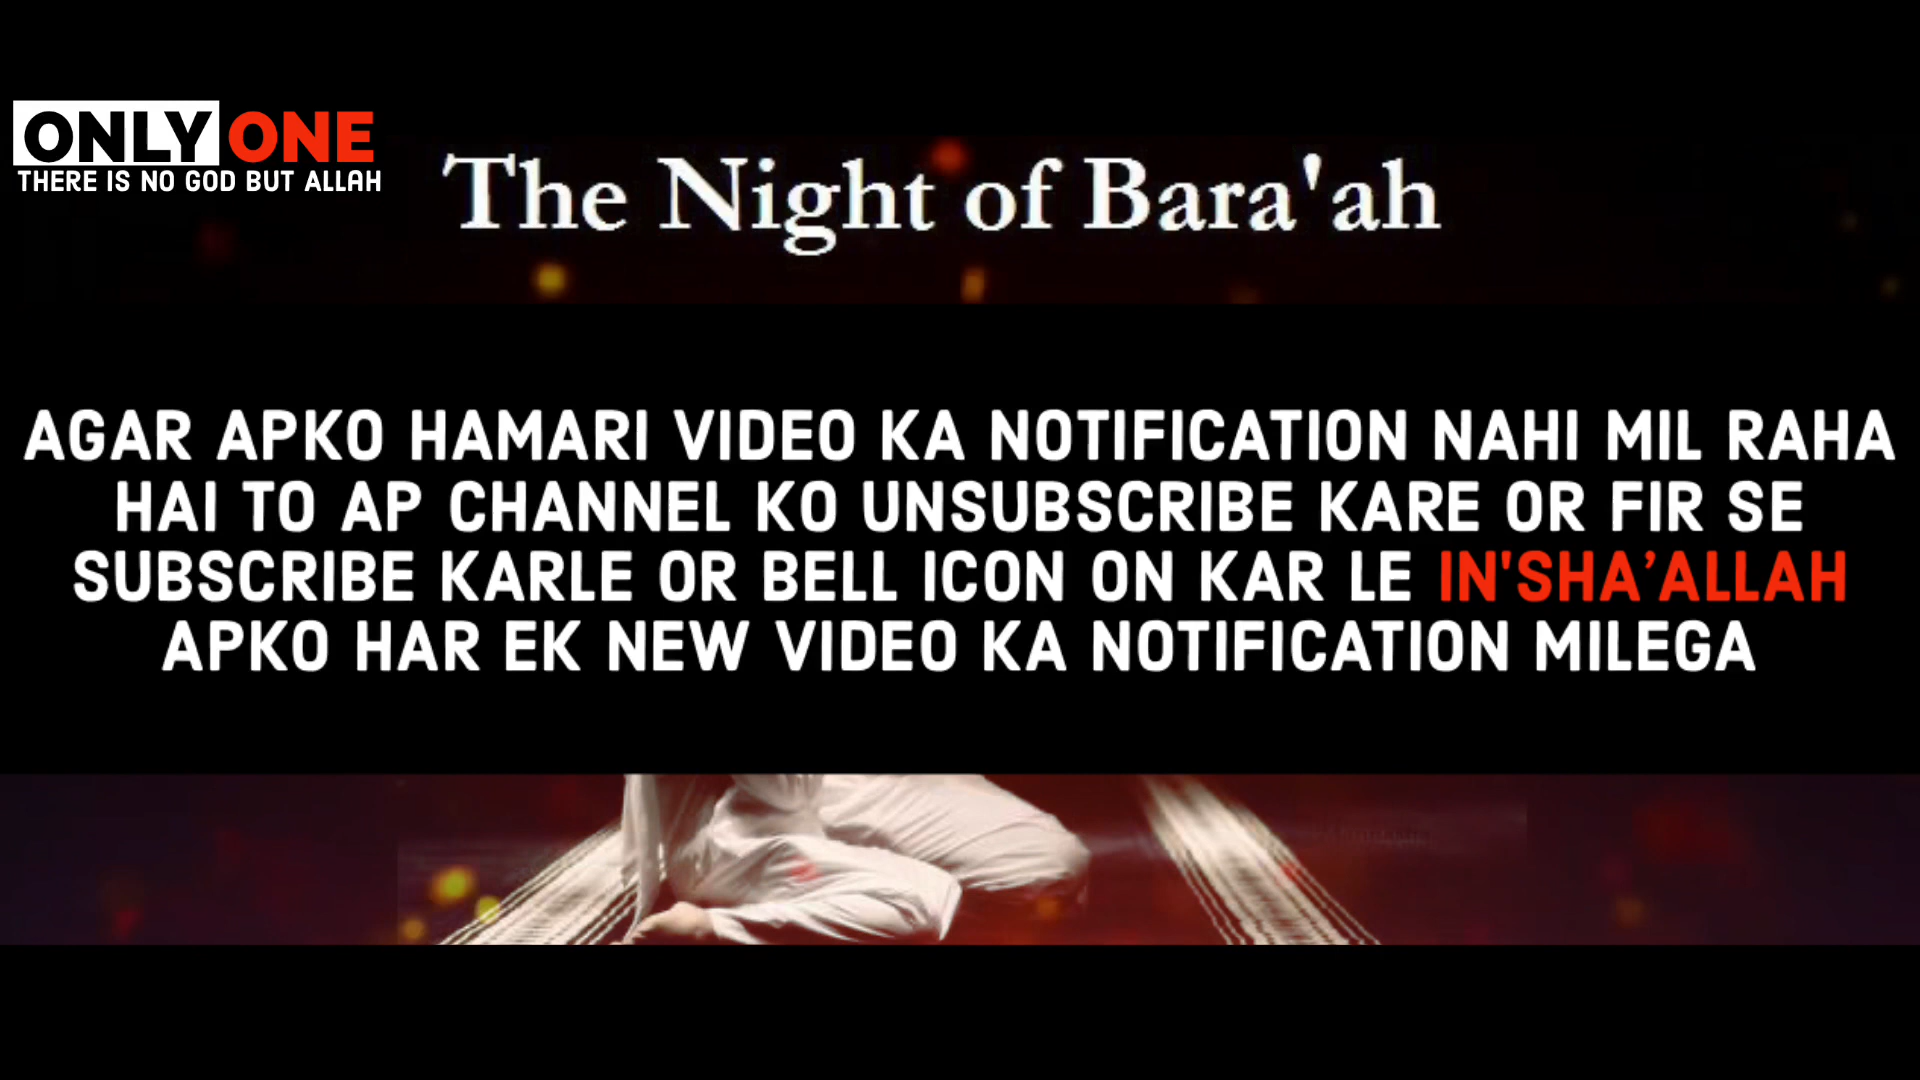 ONLY ONE
THERE IS NO GOD BUT ALLAH
The Night of Bara'ah
AGAR APKO HAMARI VIDEO KA NOTIFICATION NAHI MIL RAHA
HAI TO AP CHANNEL KO UNSUBSCRIBE KARE OR FIR SE
SUBSCRIBE KARLE OR BELL ICON ON KAR LE IN'SHA’ALLAH
APKO HAR EK NEW VIDEO KA NOTIFICATION MILEGA